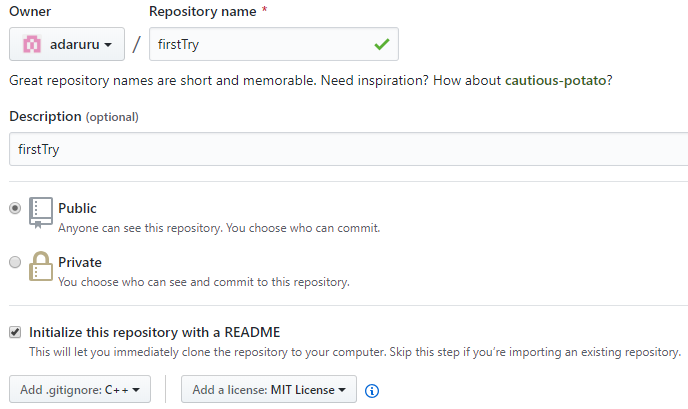 Owner Repository name *
adaruru / firstTry
Great repository names are short and memorable. Need inspiration? How about cautious-potato?
Description (optional)
firstTry
Public
Anyone can see this repository. You choose who can commit.
Private
You choose who can see and commit to this repository.
Initialize this repository with a README
This will let you immediately clone the repository to your computer. Skip this step if you’re importing an existing repository.
Add .gitignore: C++ Add a license: MIT License